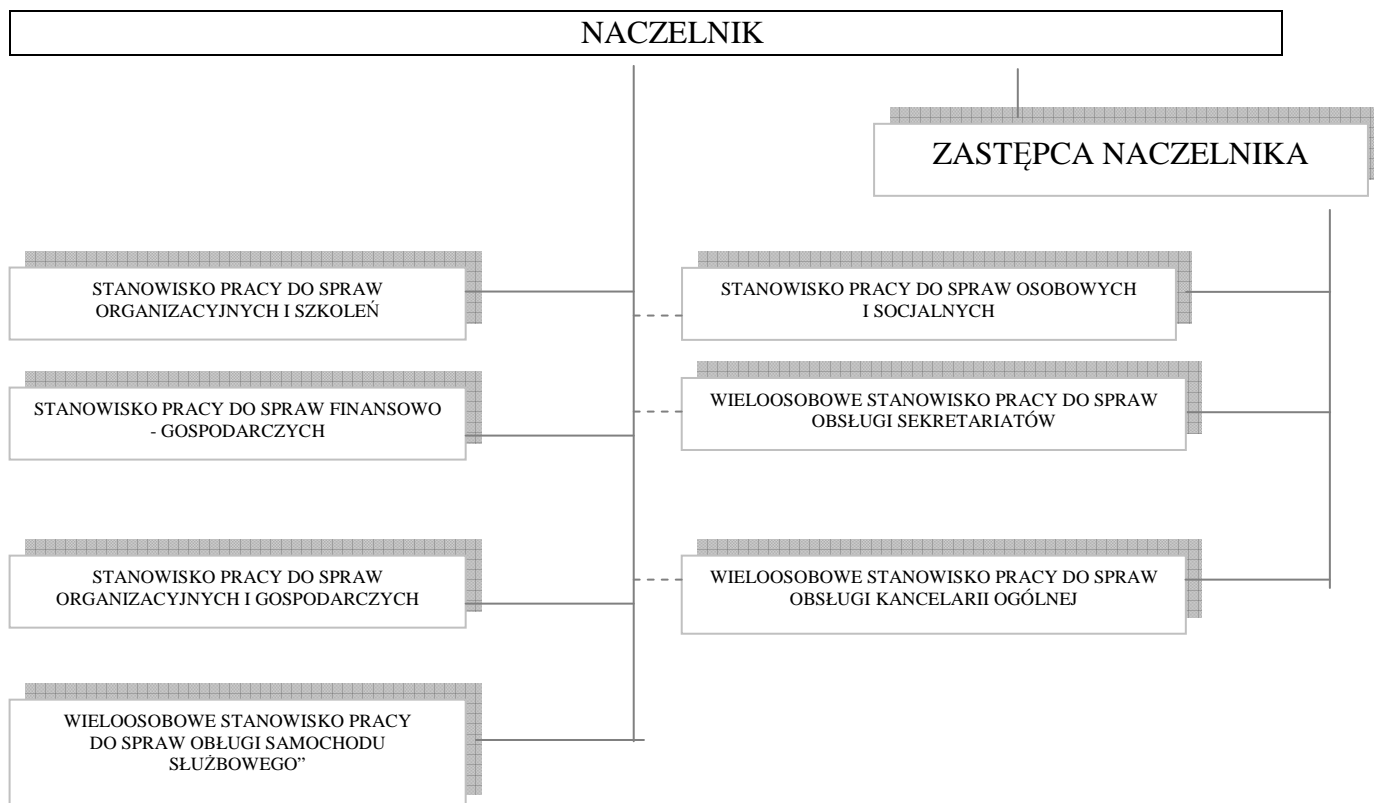 NACZELNIK
ZASTĘPCA NACZELNIKA
STANOWISKO PRACY DO SPRAW
ORGANIZACYJNYCH I SZKOLEŃ
STANOWISKO PRACY DO SPRAW OSOBOWYCH
I SOCJALNYCH
STANOWISKO PRACY DO SPRAW FINANSOWO
- GOSPODARCZYCH
WIELOOSOBOWE STANOWISKO PRACY DO SPRAW
OBSŁUGI SEKRETARIATÓW
STANOWISKO PRACY DO SPRAW
ORGANIZACYJNYCH I GOSPODARCZYCH
WIELOOSOBOWE STANOWISKO PRACY DO SPRAW
OBSŁUGI KANCELARII OGÓLNEJ
WIELOOSOBOWE STANOWISKO PRACY
DO SPRAW OBŁUGI SAMOCHODU
SŁUŻBOWEGO”